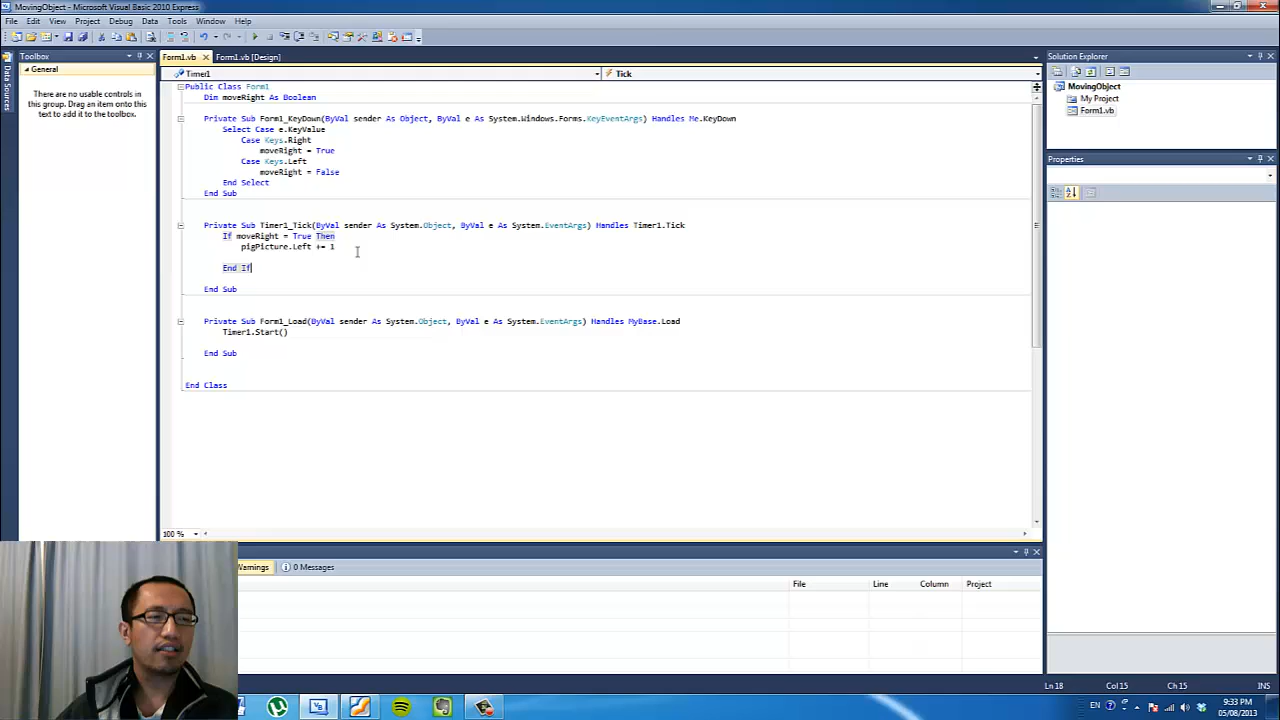 MovingObject - Microsoft Visual Basic 2010 Express
File Edit View Project Debug Data Tools Window Help
Toolbox
Form1.vb
Form1.vb [Design]
Solution Explorer
Data Sources
General
There are no usable controls in
this group. Drag an item onto this
text to add it to the toolbox.
Timer1
Tick
Public Class Form1
Dim moveRight As Boolean
Private Sub Form1_KeyDown(ByVal sender As Object, ByVal e As System.Windows.Forms.KeyEventArgs) Handles Me.KeyDown
Select Case e.KeyValue
Case Keys.Right
moveRight = True
Case Keys.Left
moveRight = False
End Select
End Sub
Private Sub Timer1_Tick(ByVal sender As System.Object, ByVal e As System.EventArgs) Handles Timer1.Tick
If moveRight = True Then
pigPicture.Left += 1
End If
End Sub
Private Sub Form1_Load(ByVal sender As System.Object, ByVal e As System.EventArgs) Handles MyBase.Load
Timer1.Start()
End Sub
End Class
MovingObject
My Project
Form1.vb
Properties
100 %
Warnings
0 Messages
File Line Column Project
Ln 18 Col 15 Ch 15 INS
EN
9:33 PM
05/08/2013